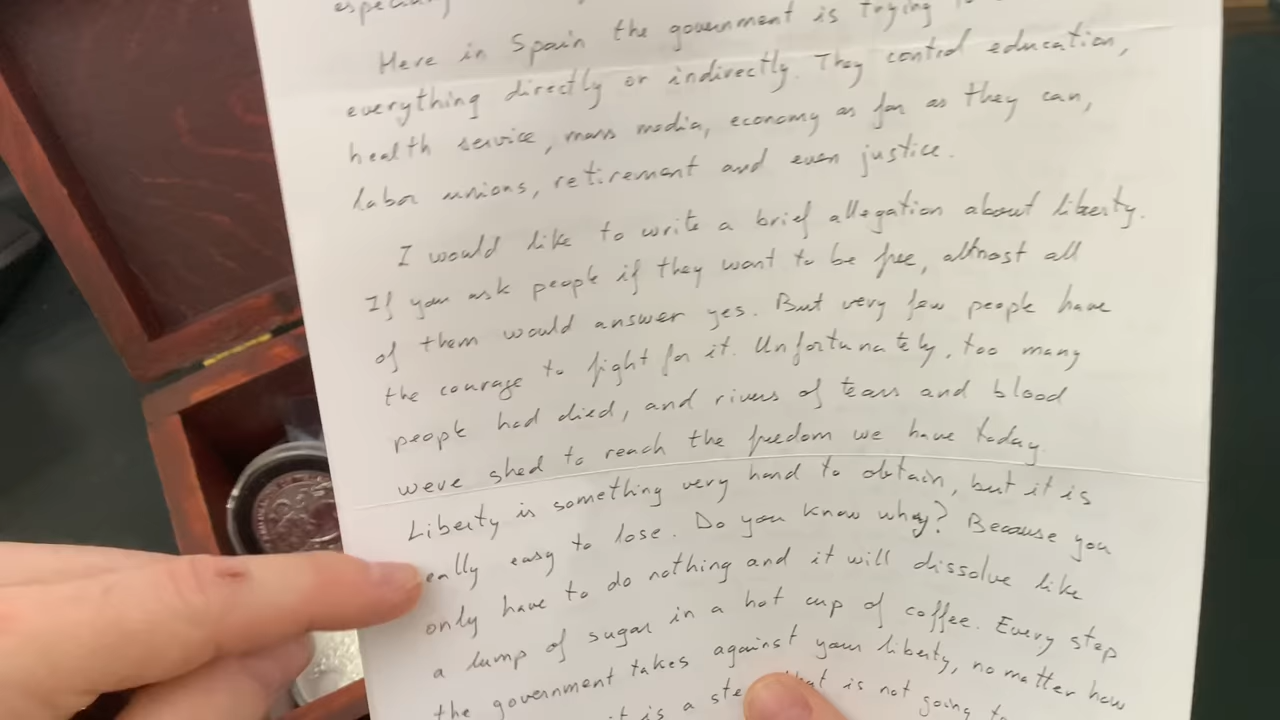 especially
Here in Spain the government is trying to
everything directly or indirectly. They control education,
health service, mass media, economy as far as they can,
labor unions, retirement and even justice.
I would like to write a brief allegation about liberty.
If you ask people if they want to be free, allmost all
of them would answer yes. But very few people have
the courage to fight for it. Unfortunately, too many
people had died, and rivers of tears and blood
were shed to reach the freedom we have today.
Liberty is something very hard to obtain, but it is
really easy to lose. Do you know why? Because you
only have to do nothing and it will dissolve like
a lump of sugar in a hot cup of coffee. Every step
the government takes against your liberty, no matter how
it is a step that is not going to